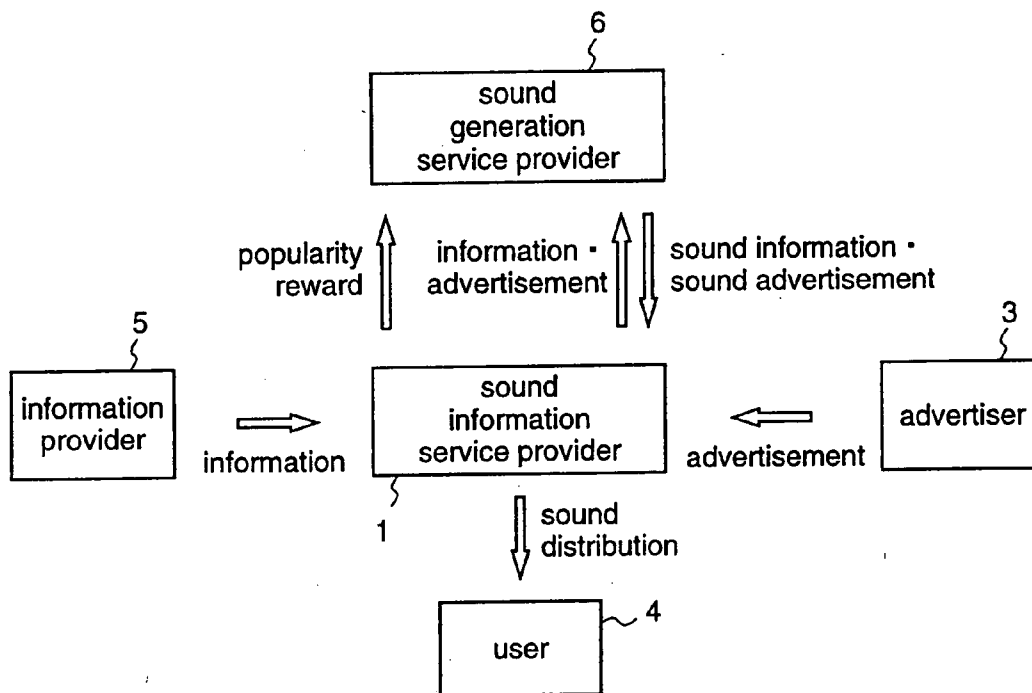 6
sound
generation
service provider
popularity
reward
information・
advertisement
sound information・
sound advertisement
5
information
provider
information
sound
information
service provider
1
3
advertiser
advertisement
sound
distribution
user
4